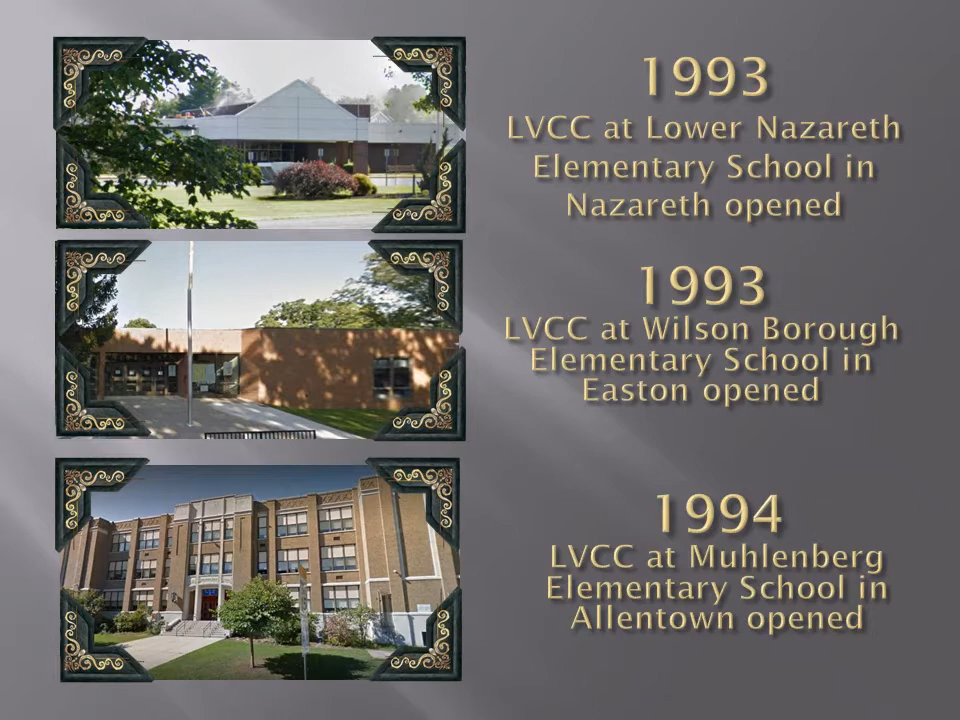 1993
LVCC at Lower Nazareth
Elementary School in
Nazareth opened
1993
LVCC at Wilson Borough
Elementary School in
Easton opened
1994
LVCC at Muhlenberg
Elementary School in
Allentown opened